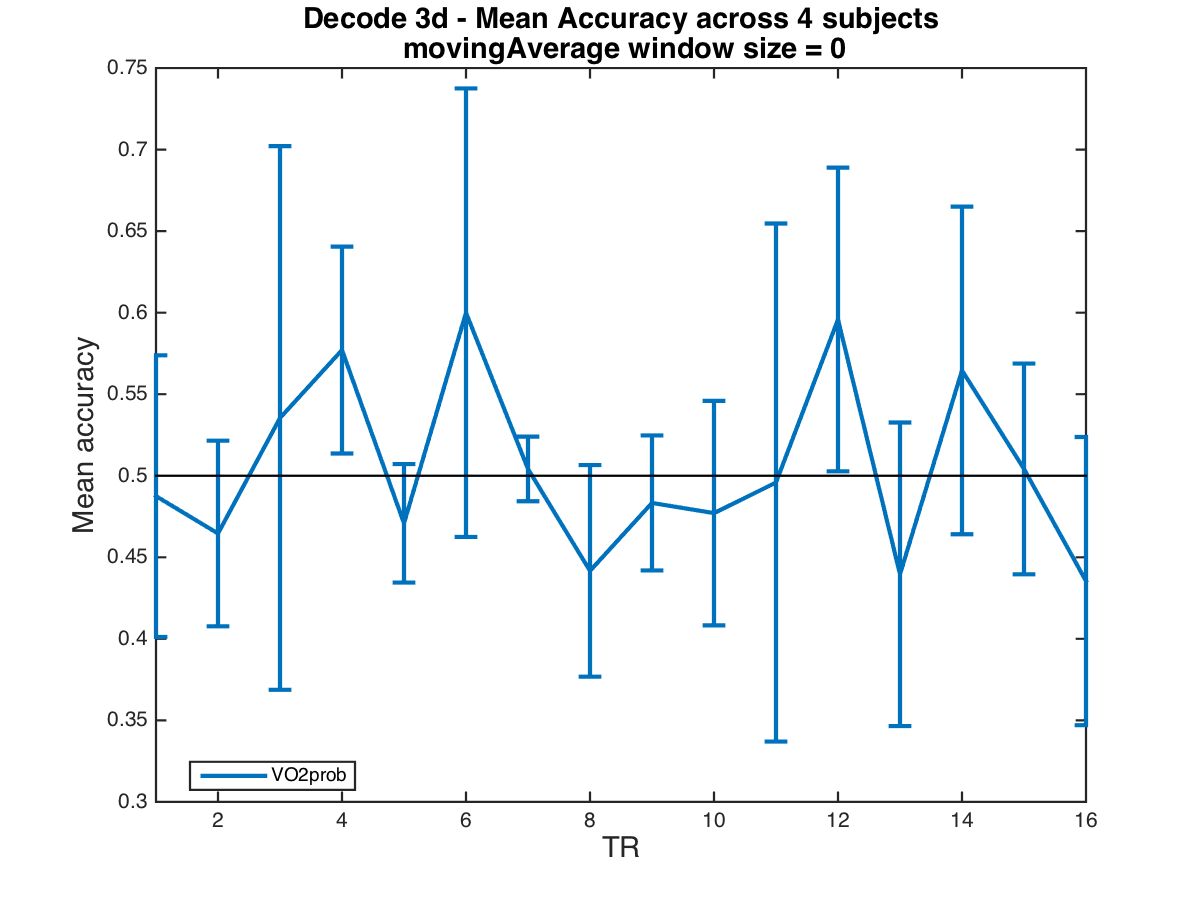 Decode 3d - Mean Accuracy across 4 subjects
movingAverage window size = 0
0.75
0.7
0.65
0.6
0.55
0.5
0.45
0.4
0.35
0.3
Mean accuracy
VO2prob
2 4 6 8 10 12 14 16
TR